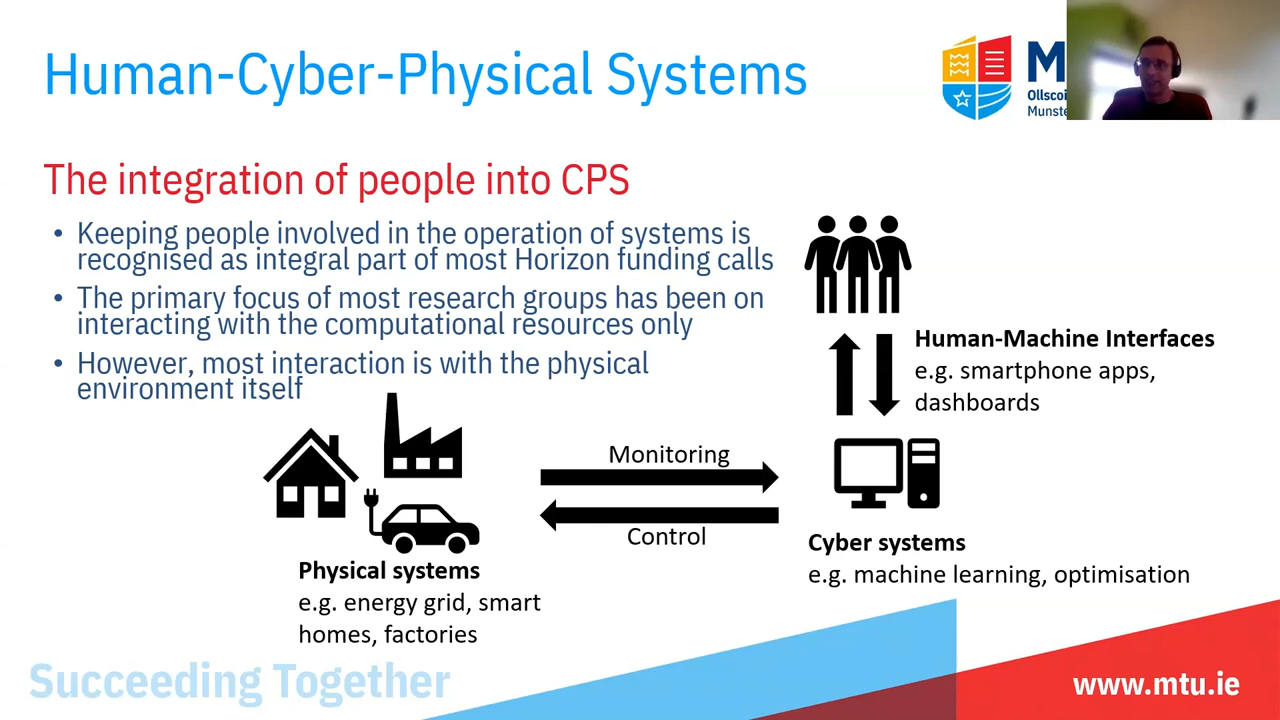 Human-Cyber-Physical Systems
M
Ollscoi
Munste
The integration of people into CPS
• Keeping people involved in the operation of systems is
recognised as integral part of most Horizon funding calls
• The primary focus of most research groups has been on
interacting with the computational resources only
• However, most interaction is with the physical
environment itself
Human-Machine Interfaces
e.g. smartphone apps,
dashboards
Monitoring
Control
Physical systems
e.g. energy grid, smart
homes, factories
Cyber systems
e.g. machine learning, optimisation
Succeeding Together
www.mtu.ie